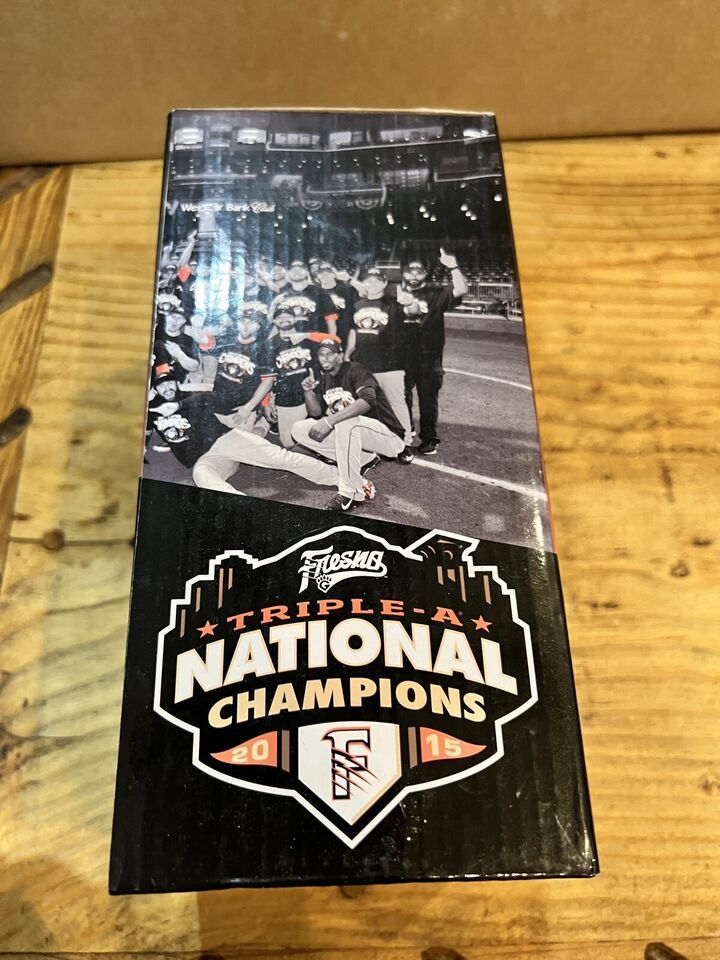 Fresno
TRIPLE-A
NATIONAL
CHAMPIONS
20 15
F